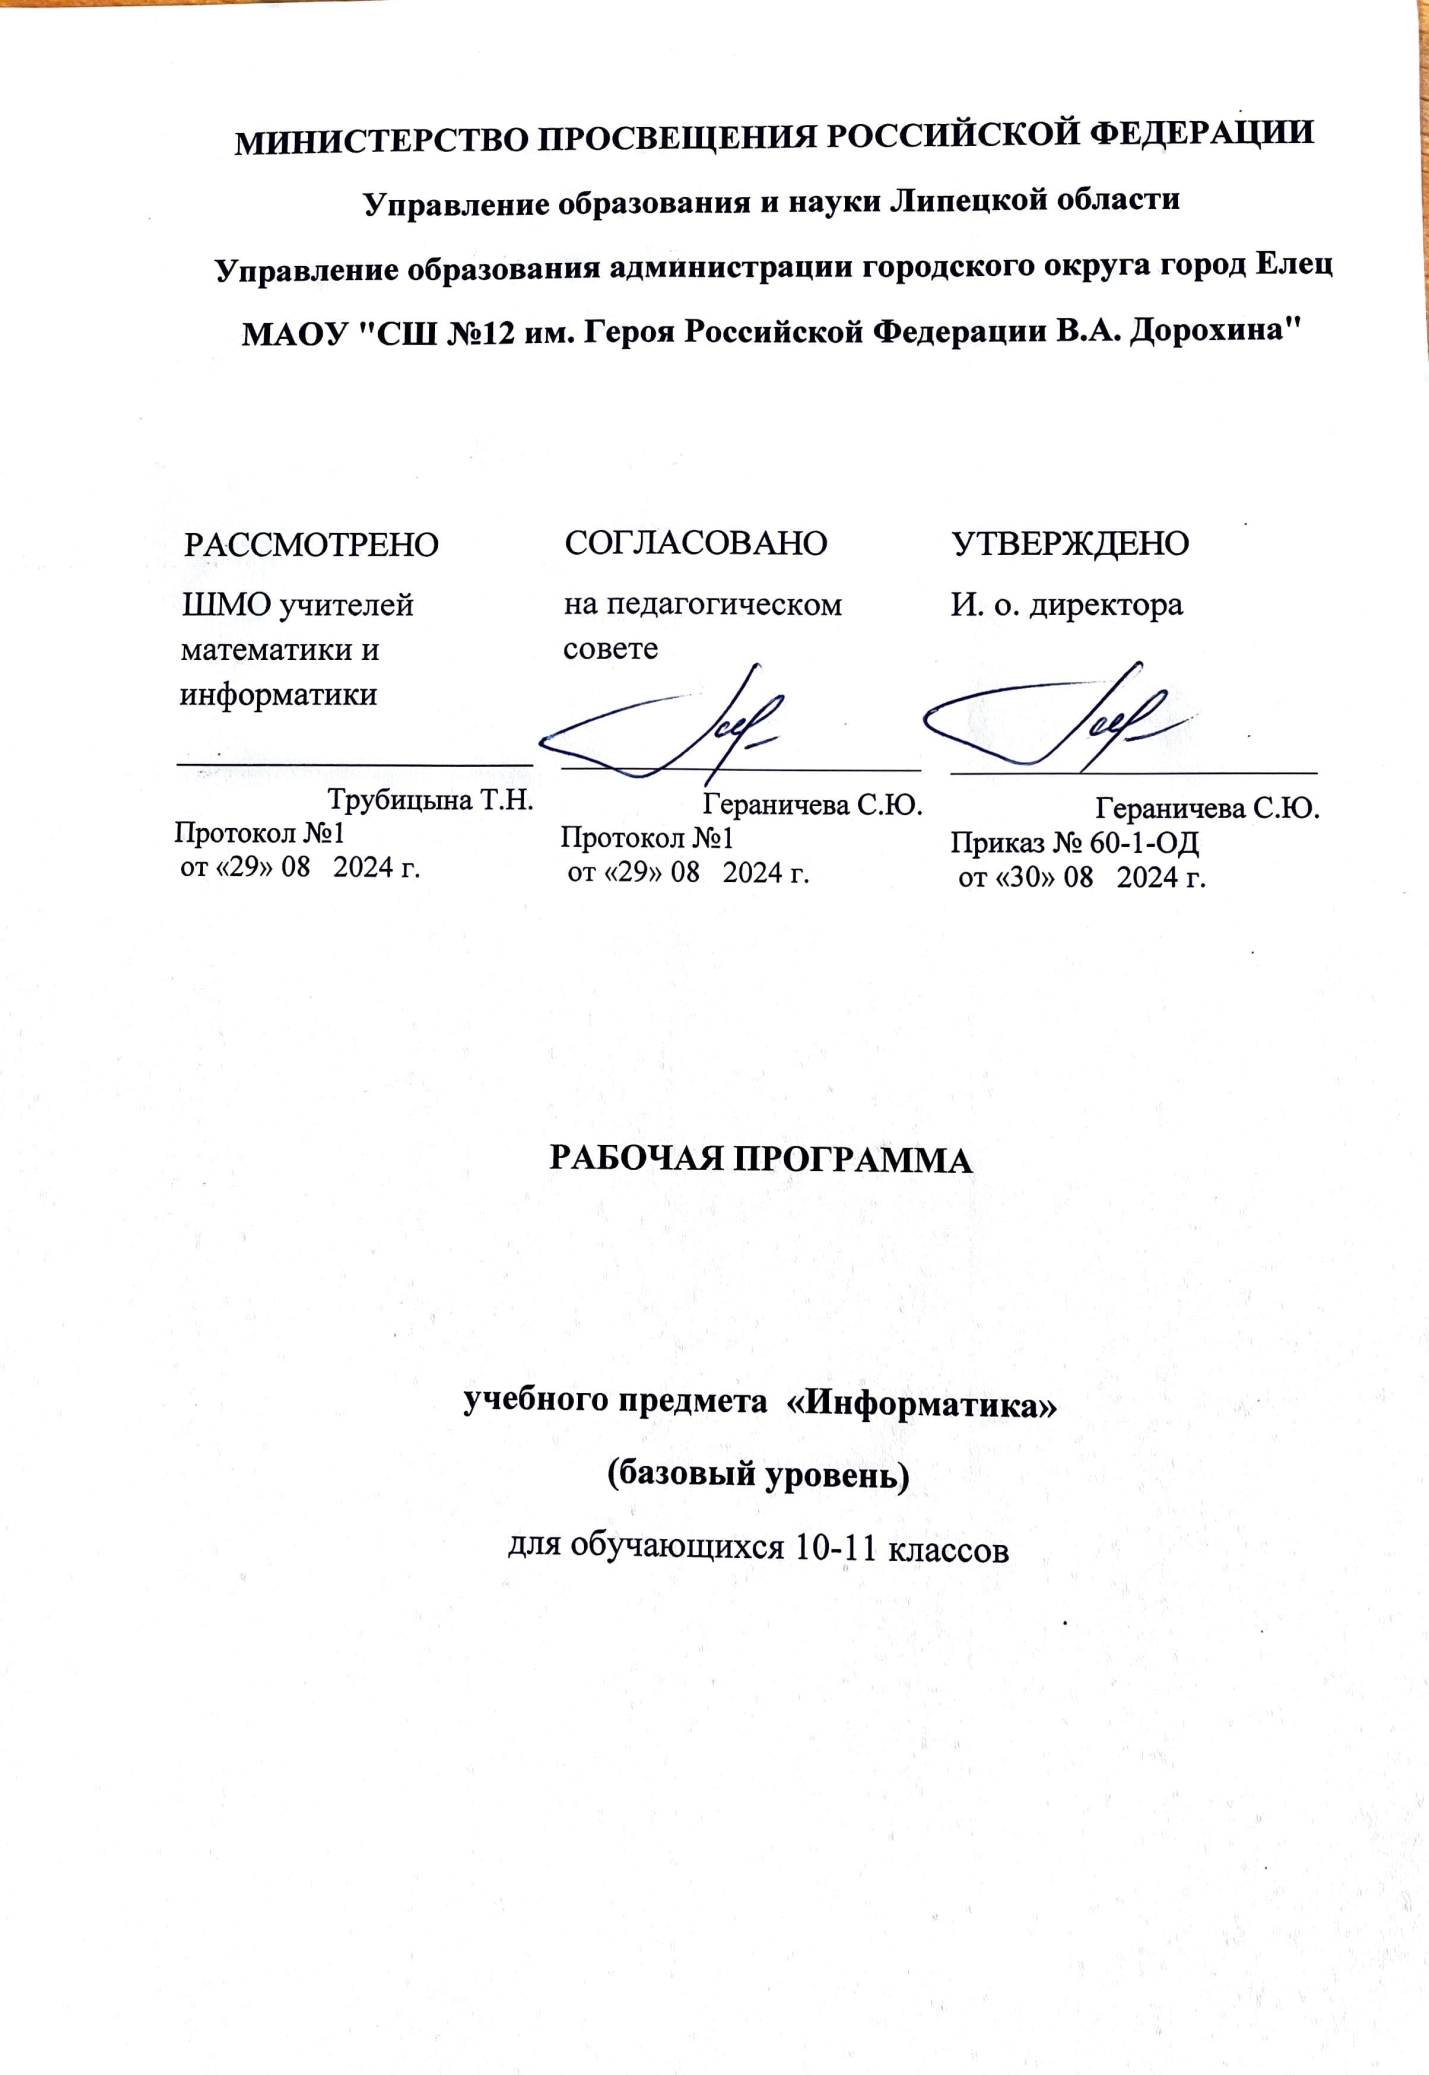 МИНИСТЕРСТВО ПРОСВЕЩЕНИЯ РОССИЙСКОЙ ФЕДЕРАЦИИ
Управление образования и науки Липецкой области
Управление образования администрации городского округа город Елец
МАОУ "СШ №12 им. Героя Российской Федерации В.А. Дорохина"
РАССМОТРЕНО
ШМО учителей
математики и
информатики
Трубицына Т.Н.
Протокол №1
от «29» 08 2024 г.
СОГЛАСОВАНО
на педагогическом
совете
Гераничева С.Ю.
Протокол №1
от «29» 08 2024 г.
УТВЕРЖДЕНО
И. о. директора
Гераничева С.Ю.
Приказ № 60-1-ОД
от «30» 08 2024 г.
РАБОЧАЯ ПРОГРАММА
учебного предмета «Информатика»
(базовый уровень)
для обучающихся 10-11 классов